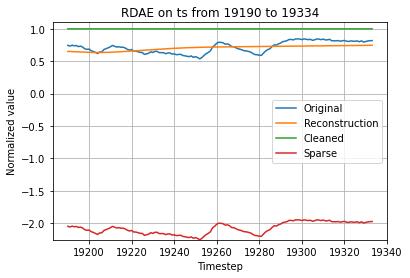 RDAE on ts from 19190 to 19334
1.0
0.5
0.0
−0.5
−1.0
−1.5
−2.0
Normalized value
Original
Reconstruction
Cleaned
Sparse
19200 19220 19240 19260 19280 19300 19320 19340
Timestep